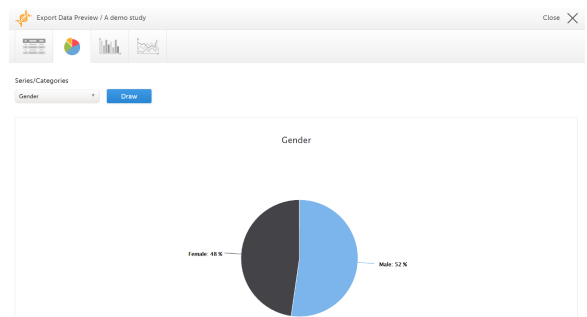 Export Data Preview / A demo study
Close
Series/Categories
Gender
Draw
Gender
Female: 48 %
Male: 52 %